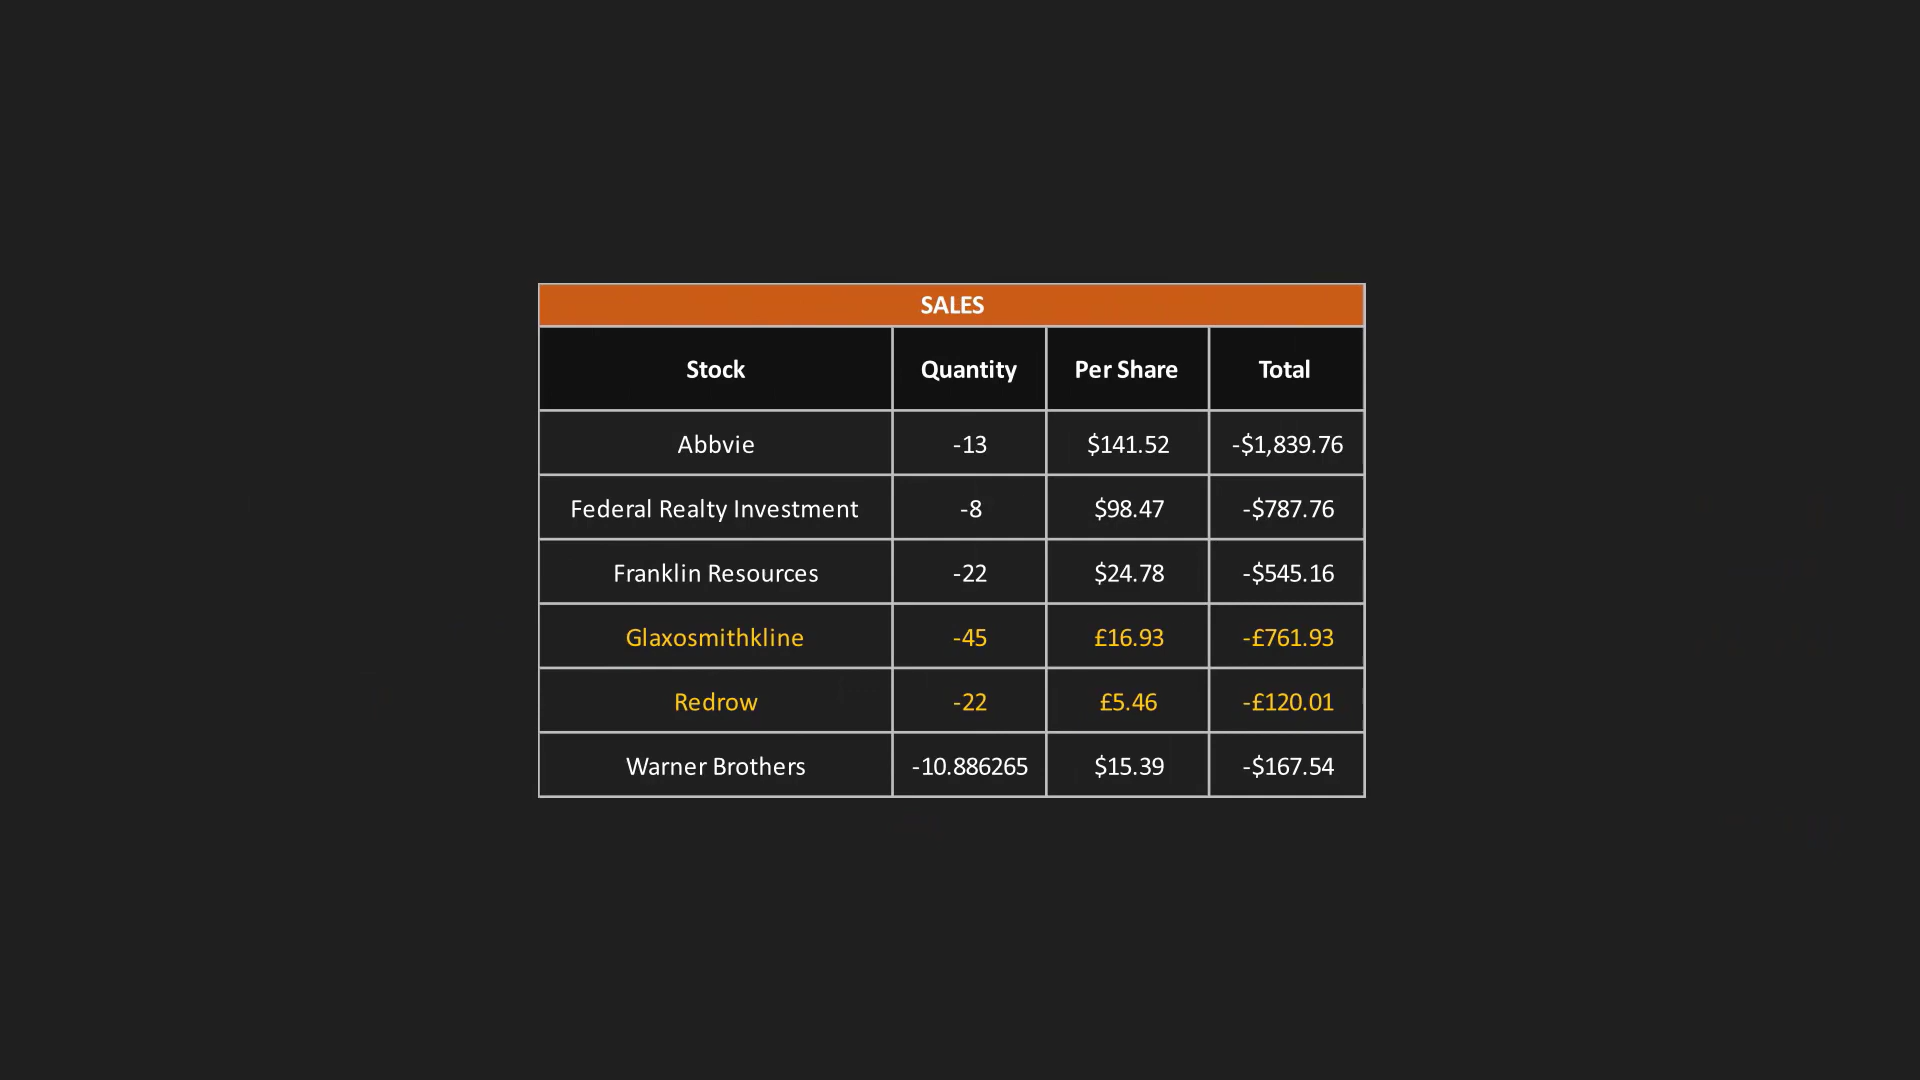 SALES
Stock Quantity Per Share Total
Abbvie -13 $141.52 -$1,839.76
Federal Realty Investment -8 $98.47 -$787.76
Franklin Resources -22 $24.78 -$545.16
Glaxosmithkline -45 £16.93 -£761.93
Redrow -22 £5.46 -£120.01
Warner Brothers -10.886265 $15.39 -$167.54